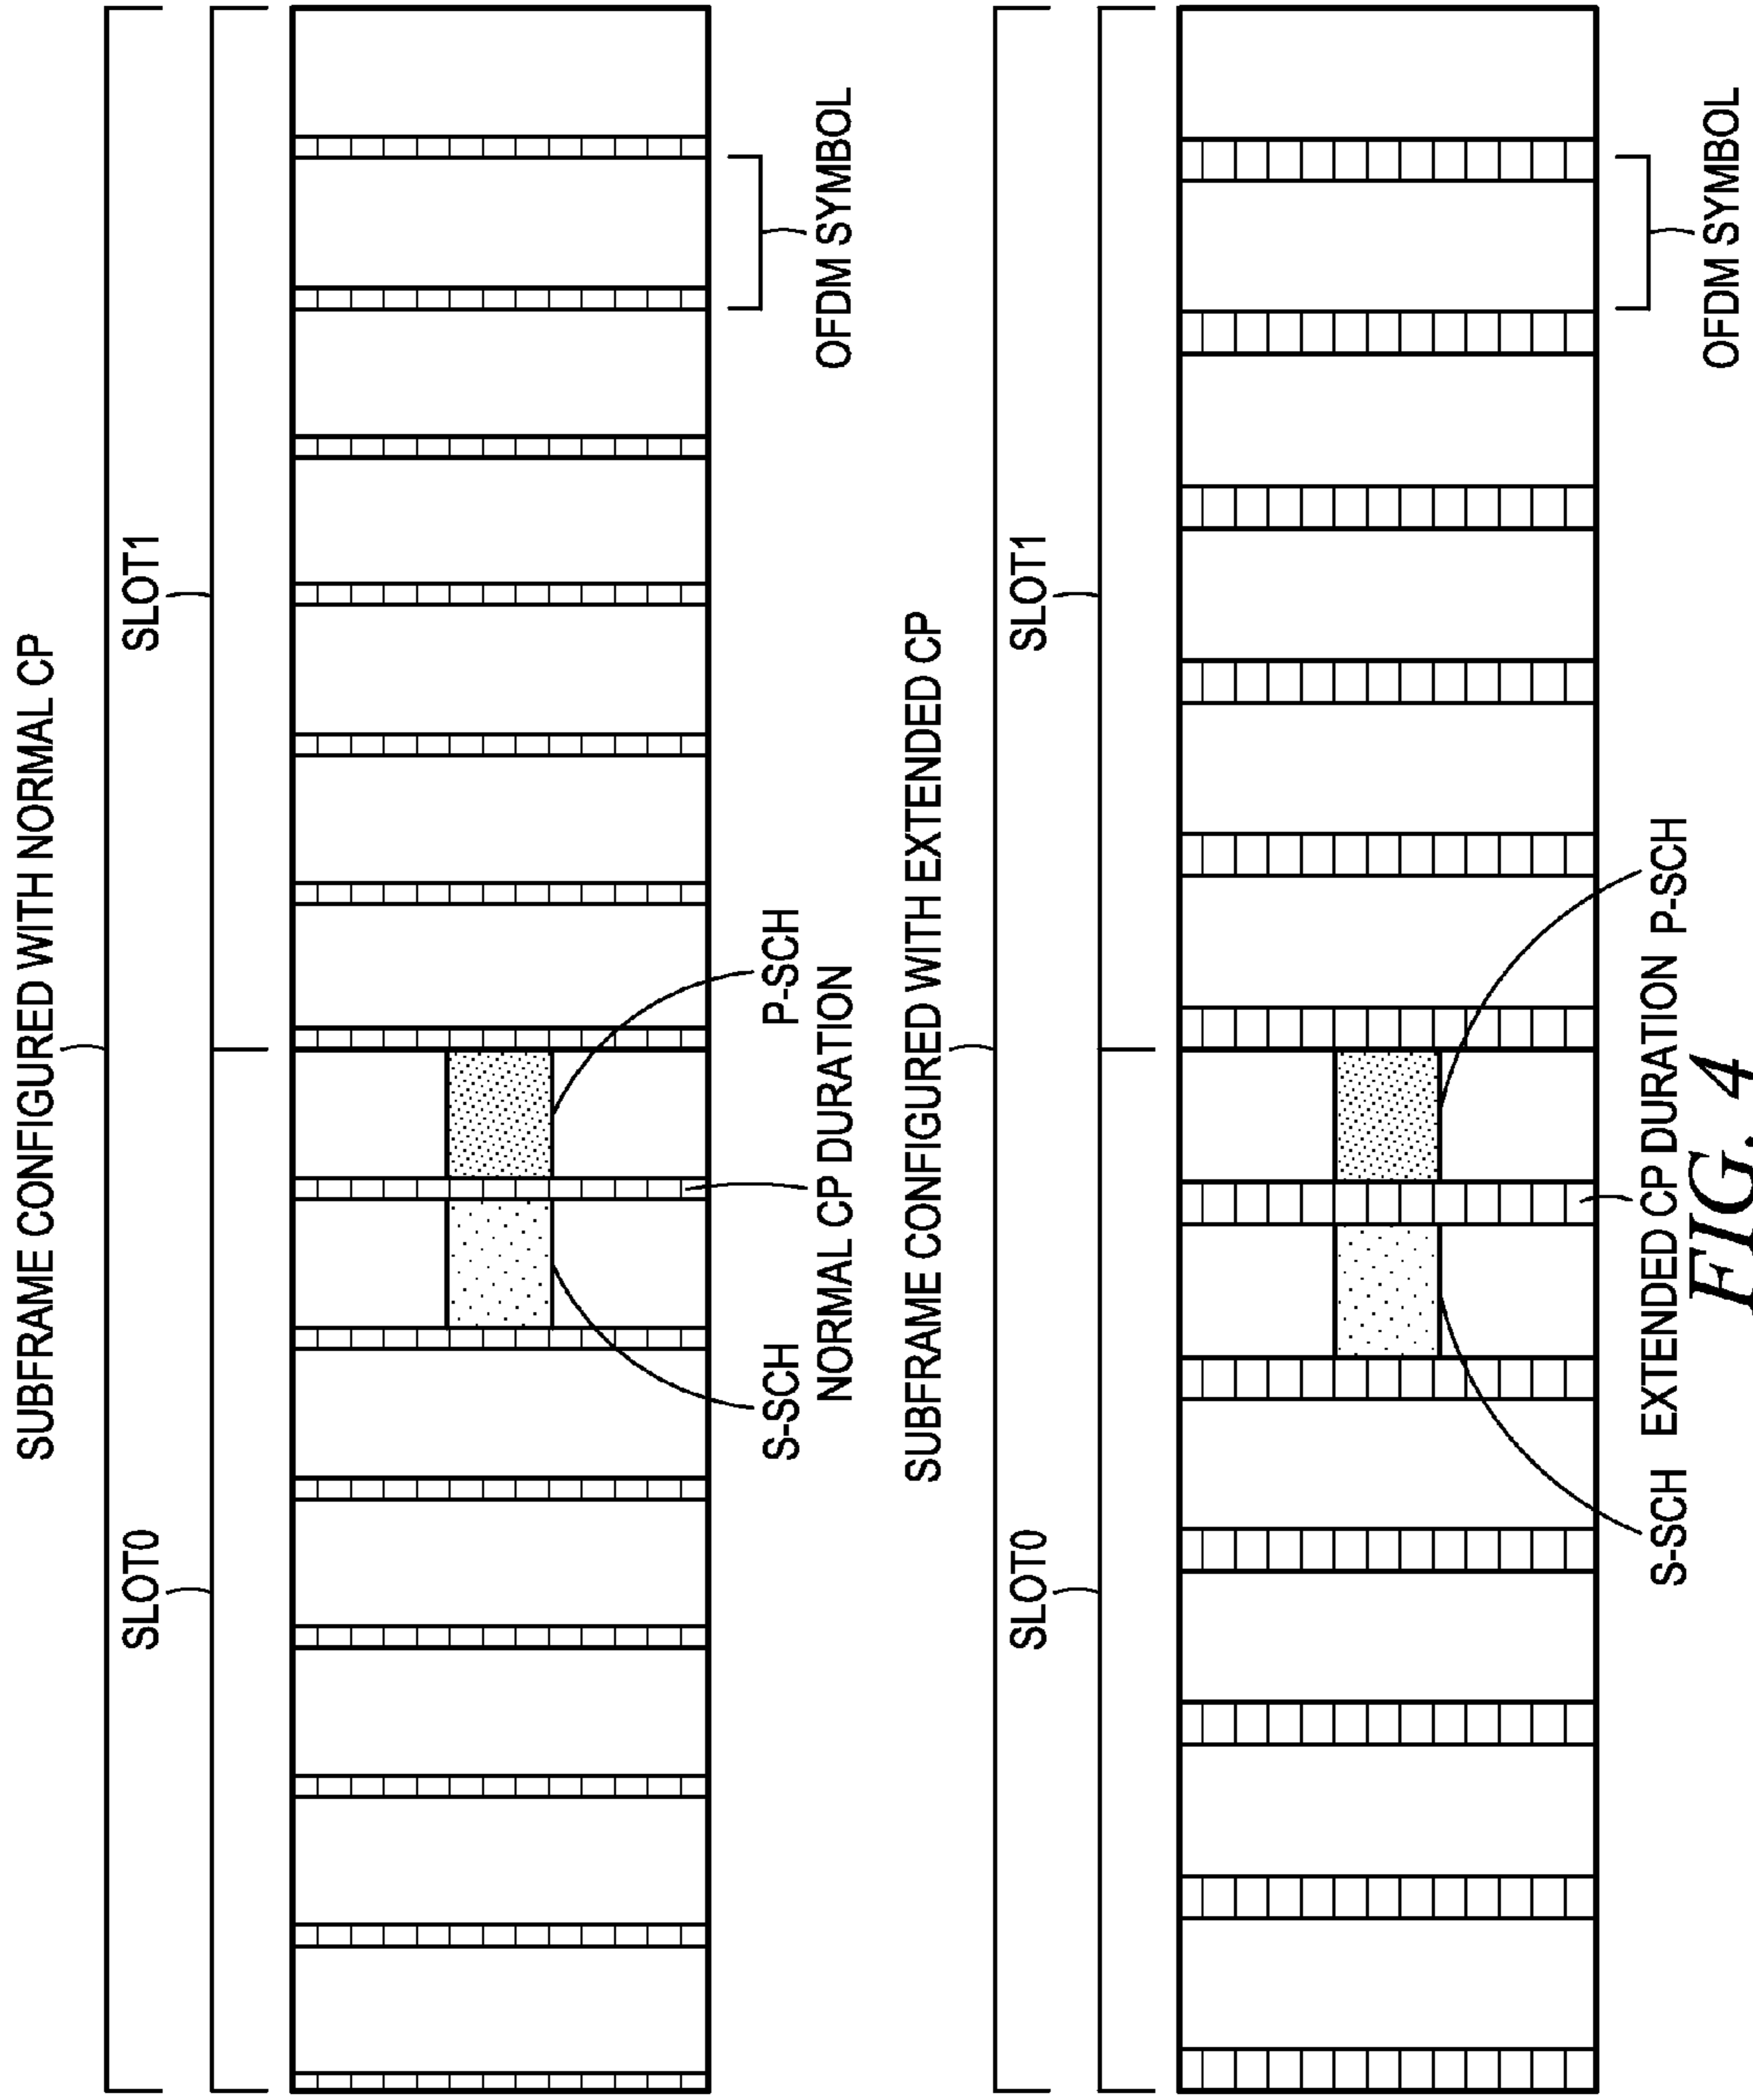 SUBFRAME CONFIGURED WITH NORMAL CP
SLOT0
SLOT1
S-SCH
P-SCH
NORMAL CP DURATION
OFDM SYMBOL
SUBFRAME CONFIGURED WITH EXTENDED CP
SLOT0
SLOT1
S-SCH
EXTENDED CP DURATION
P-SCH
OFDM SYMBOL
FIG. 4